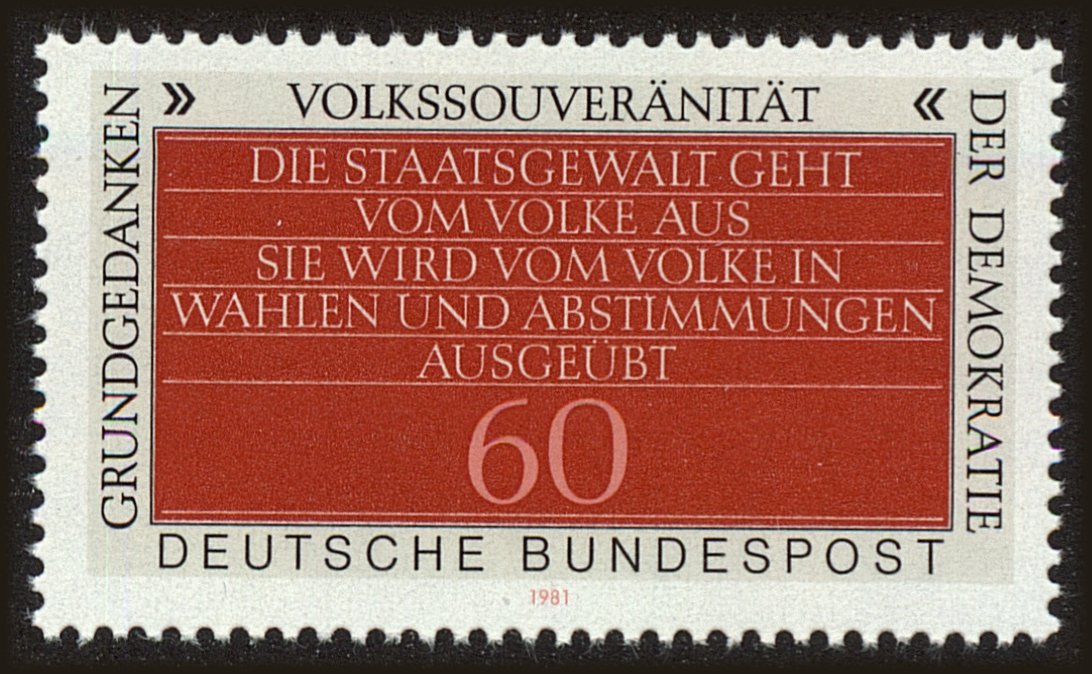 » VOLKSSOUVERÄNITÄT «
GRUNDGEDANKEN
DER DEMOKRATIE
DIE STAATSGEWALT GEHT
VOM VOLKE AUS
SIE WIRD VOM VOLKE IN
WAHLEN UND ABSTIMMUNGEN
AUSGEÜBT
60
DEUTSCHE BUNDESPOST
1981